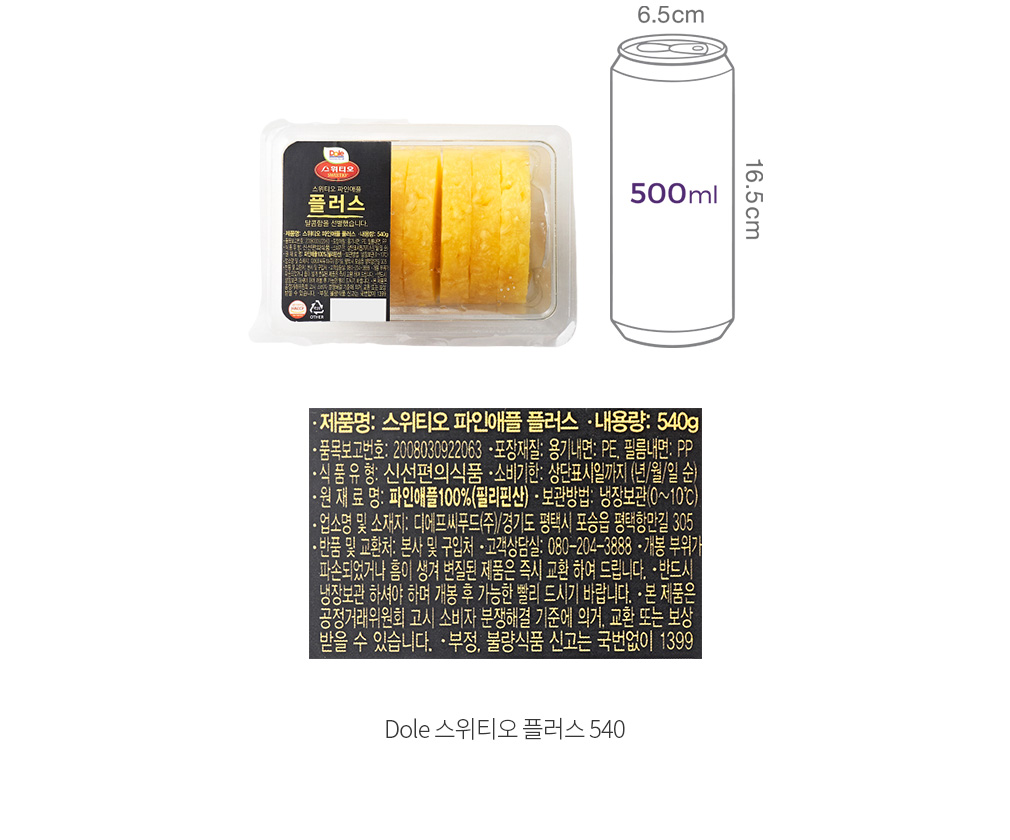 6.5cm
500ml
16.5cm
Dole
스위티오
SWEETIO
스위티오 파인애플
플러스
달콤함을 선별했습니다.
·제품명: 스위티오 파인애플 플러스 ·내용량: 540g
OTHER
·제품명: 스위티오 파인애플 플러스 ·내용량: 540g
·품목보고번호: 2008030922063 ·포장재질: 용기내면: PE, 필름내면: PP
·식 품 유 형: 신선편의식품 ·소비기한: 상단표시일까지 (년/월/일 순)
·원 재 료 명: 파인애플100%(필리핀산) ·보관방법: 냉장보관(0~10℃)
·업소명 및 소재지: 디에프씨푸드(주)/경기도 평택시 포승읍 평택항만길 305
·반품 및 교환처: 본사 및 구입처 ·고객상담실: 080-204-3888 ·개봉 부위가
파손되었거나 흠이 생겨 변질된 제품은 즉시 교환 하여 드립니다. ·반드시
냉장보관 하셔야 하며 개봉 후 가능한 빨리 드시기 바랍니다. ·본 제품은
공정거래위원회 고시 소비자 분쟁해결 기준에 의거, 교환 또는 보상
받을 수 있습니다. ·부정, 불량식품 신고는 국번없이 1399
Dole 스위티오 플러스 540